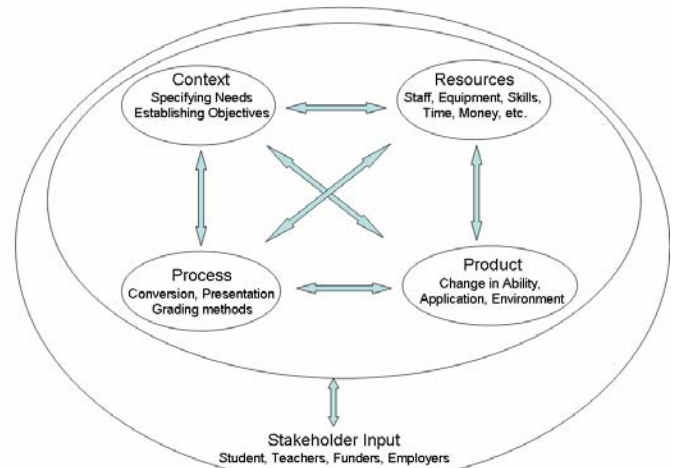 Context
Specifying Needs
Establishing Objectives
Resources
Staff, Equipment, Skills,
Time, Money, etc.
Process
Conversion, Presentation
Grading methods
Product
Change in Ability,
Application, Environment
Stakeholder Input
Student, Teachers, Funders, Employers